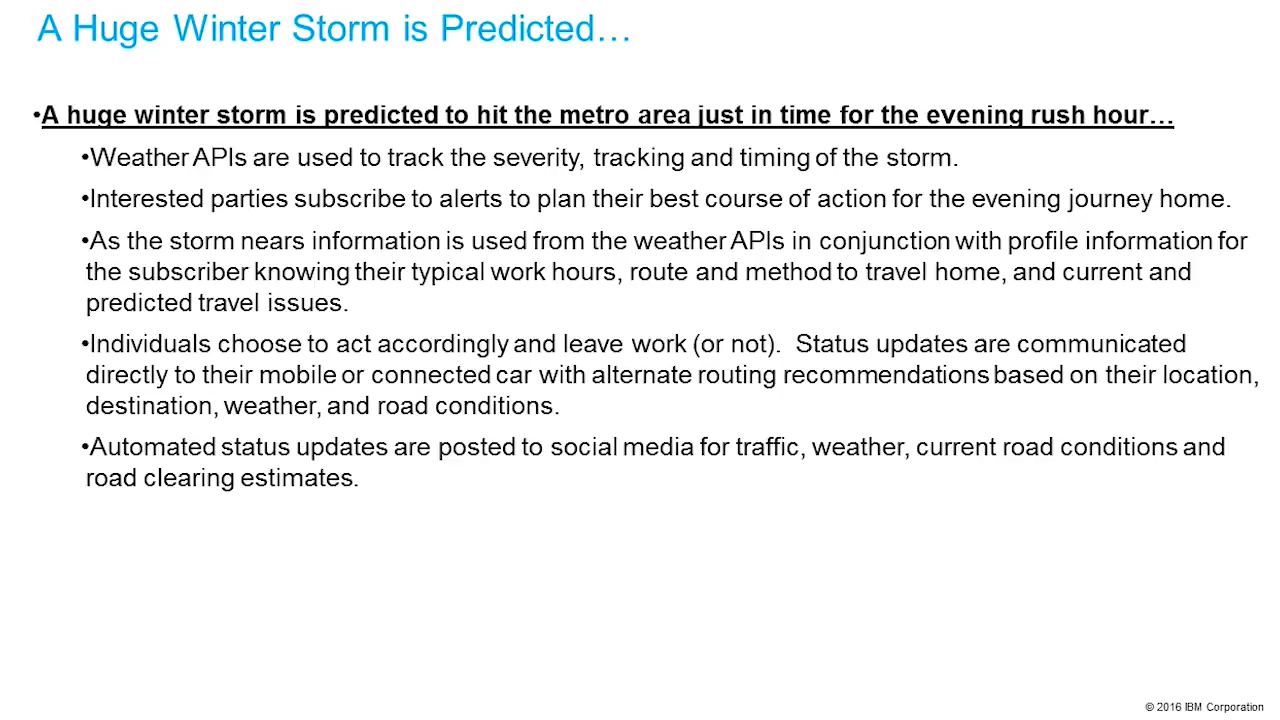 A Huge Winter Storm is Predicted…
•A huge winter storm is predicted to hit the metro area just in time for the evening rush hour…
•Weather APIs are used to track the severity, tracking and timing of the storm.
•Interested parties subscribe to alerts to plan their best course of action for the evening journey home.
•As the storm nears information is used from the weather APIs in conjunction with profile information for
the subscriber knowing their typical work hours, route and method to travel home, and current and
predicted travel issues.
•Individuals choose to act accordingly and leave work (or not).  Status updates are communicated
directly to their mobile or connected car with alternate routing recommendations based on their location,
destination, weather, and road conditions.
•Automated status updates are posted to social media for traffic, weather, current road conditions and
road clearing estimates.
© 2016 IBM Corporation